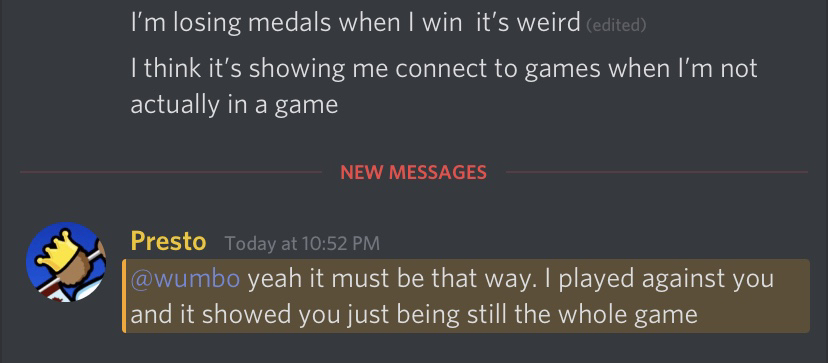 I’m losing medals when I win  it’s weird (edited)
I think it’s showing me connect to games when I’m not
actually in a game
NEW MESSAGES
Presto Today at 10:52 PM
@wumbo yeah it must be that way. I played against you
and it showed you just being still the whole game